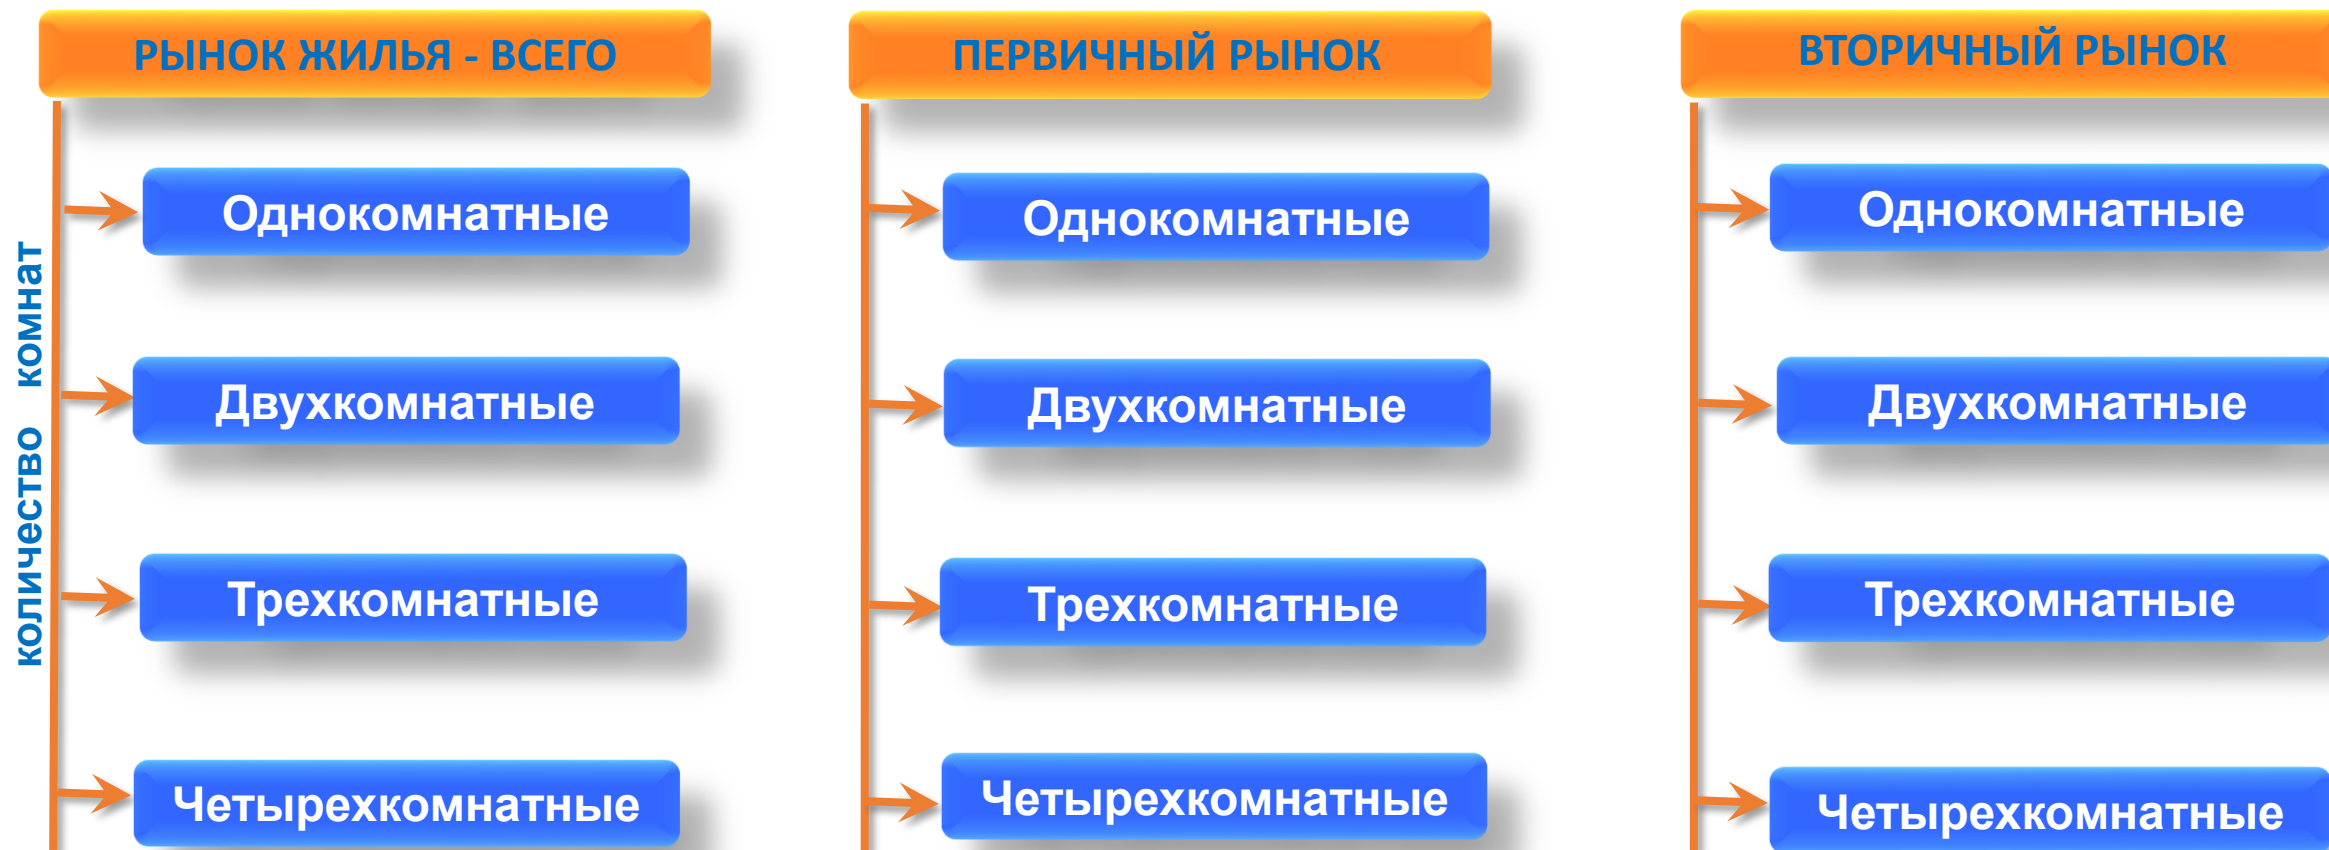 РЫНОК ЖИЛЬЯ - ВСЕГО
ПЕРВИЧНЫЙ РЫНОК
ВТОРИЧНЫЙ РЫНОК
количество комнат
Однокомнатные
Однокомнатные
Однокомнатные
Двухкомнатные
Двухкомнатные
Двухкомнатные
Трехкомнатные
Трехкомнатные
Трехкомнатные
Четырехкомнатные
Четырехкомнатные
Четырехкомнатные